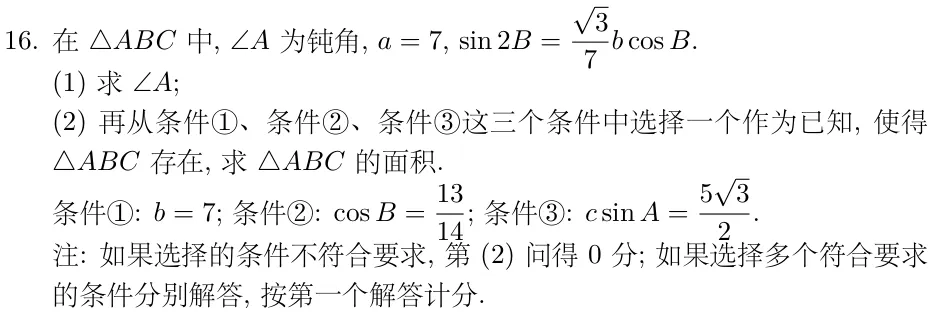 16. 在 △ABC 中, ∠A 为钝角, a = 7, sin 2B = \frac{\sqrt{3}}{7} b cos B.
(1) 求 ∠A;
(2) 再从条件①、条件②、条件③这三个条件中选择一个作为已知, 使得
△ABC 存在, 求 △ABC 的面积.
条件①: b = 7; 条件②: cos B = \frac{13}{14}; 条件③: c sin A = \frac{5\sqrt{3}}{2}.
注: 如果选择的条件不符合要求, 第 (2) 问得 0 分; 如果选择多个符合要求
的条件分别解答, 按第一个解答计分.